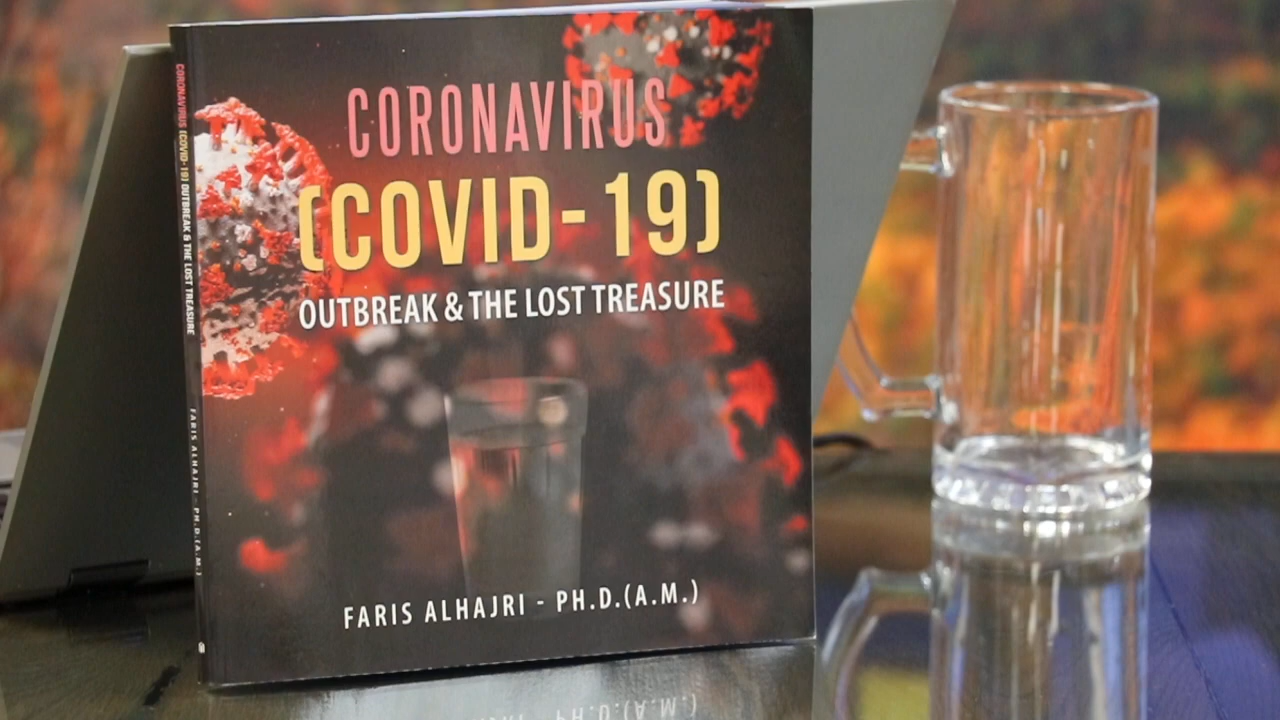 CORONAVIRUS
(COVID-19)
OUTBREAK & THE LOST TREASURE
FARIS ALHAJRI - PH.D.(A.M.)
CORONAVIRUS (COVID-19) OUTBREAK & THE LOST TREASURE
FARIS ALHAJRI - PH.D.(A.M.)